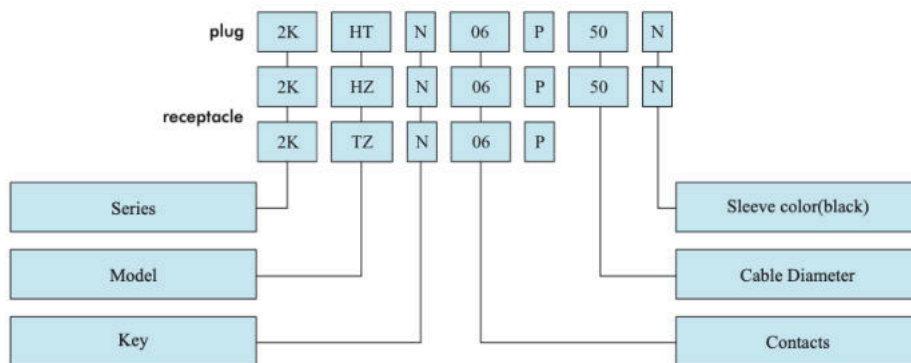 plug 2K HT N 06 P 50 N
2K HZ N 06 P 50 N
receptacle
2K TZ N 06 P
Series Sleeve color(black)
Model Cable Diameter
Key Contacts